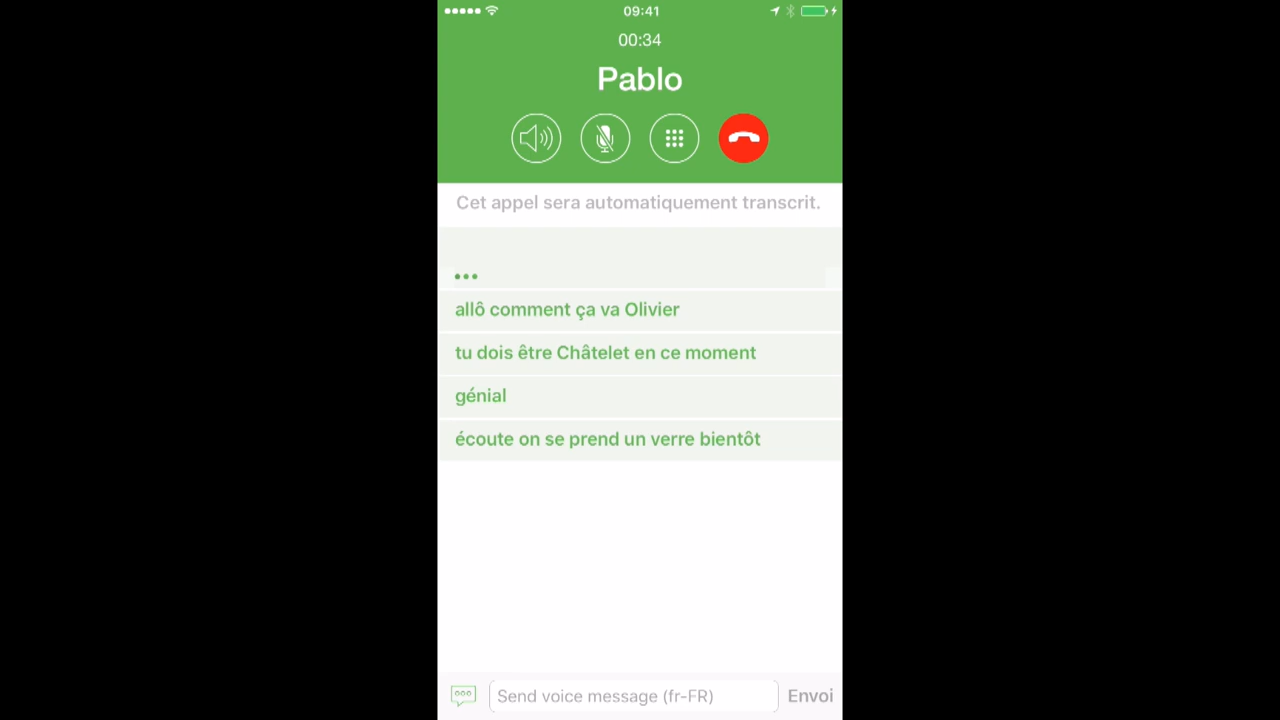 09:41
00:34
Pablo
Cet appel sera automatiquement transcrit.
•••
allô comment ça va Olivier
tu dois être Châtelet en ce moment
génial
écoute on se prend un verre bientôt
Send voice message (fr-FR)
Envoi